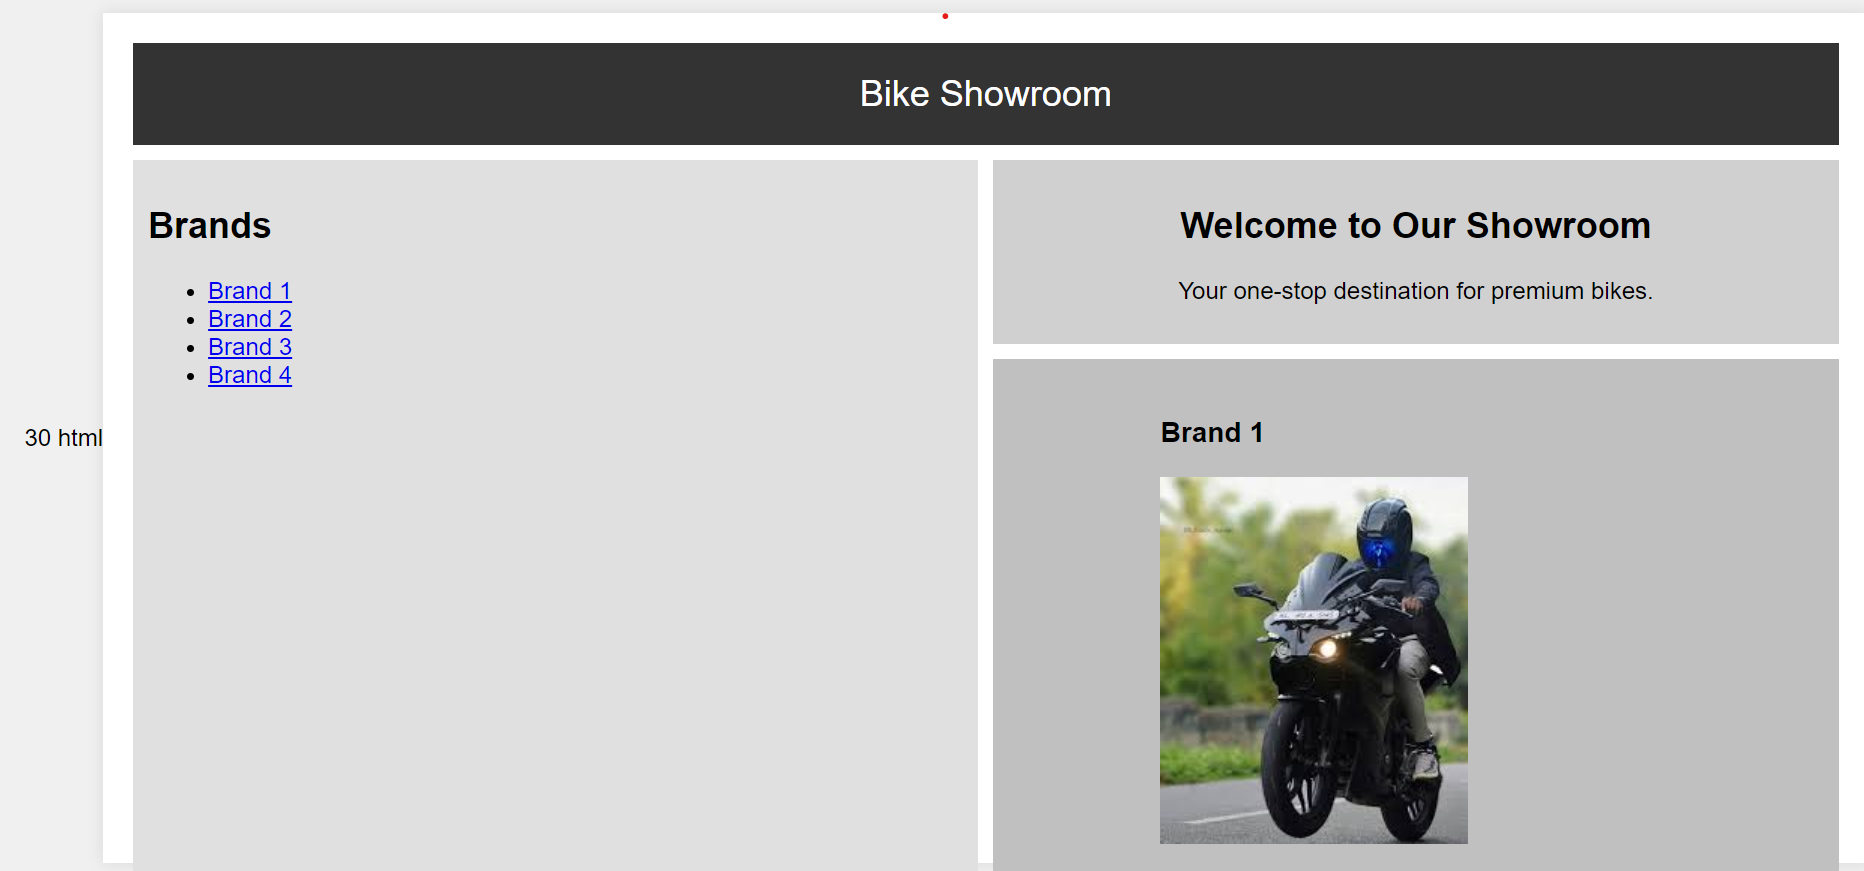 Bike Showroom
Brands
Brand 1
Brand 2
Brand 3
Brand 4
30 html
Welcome to Our Showroom
Your one-stop destination for premium bikes.
Brand 1